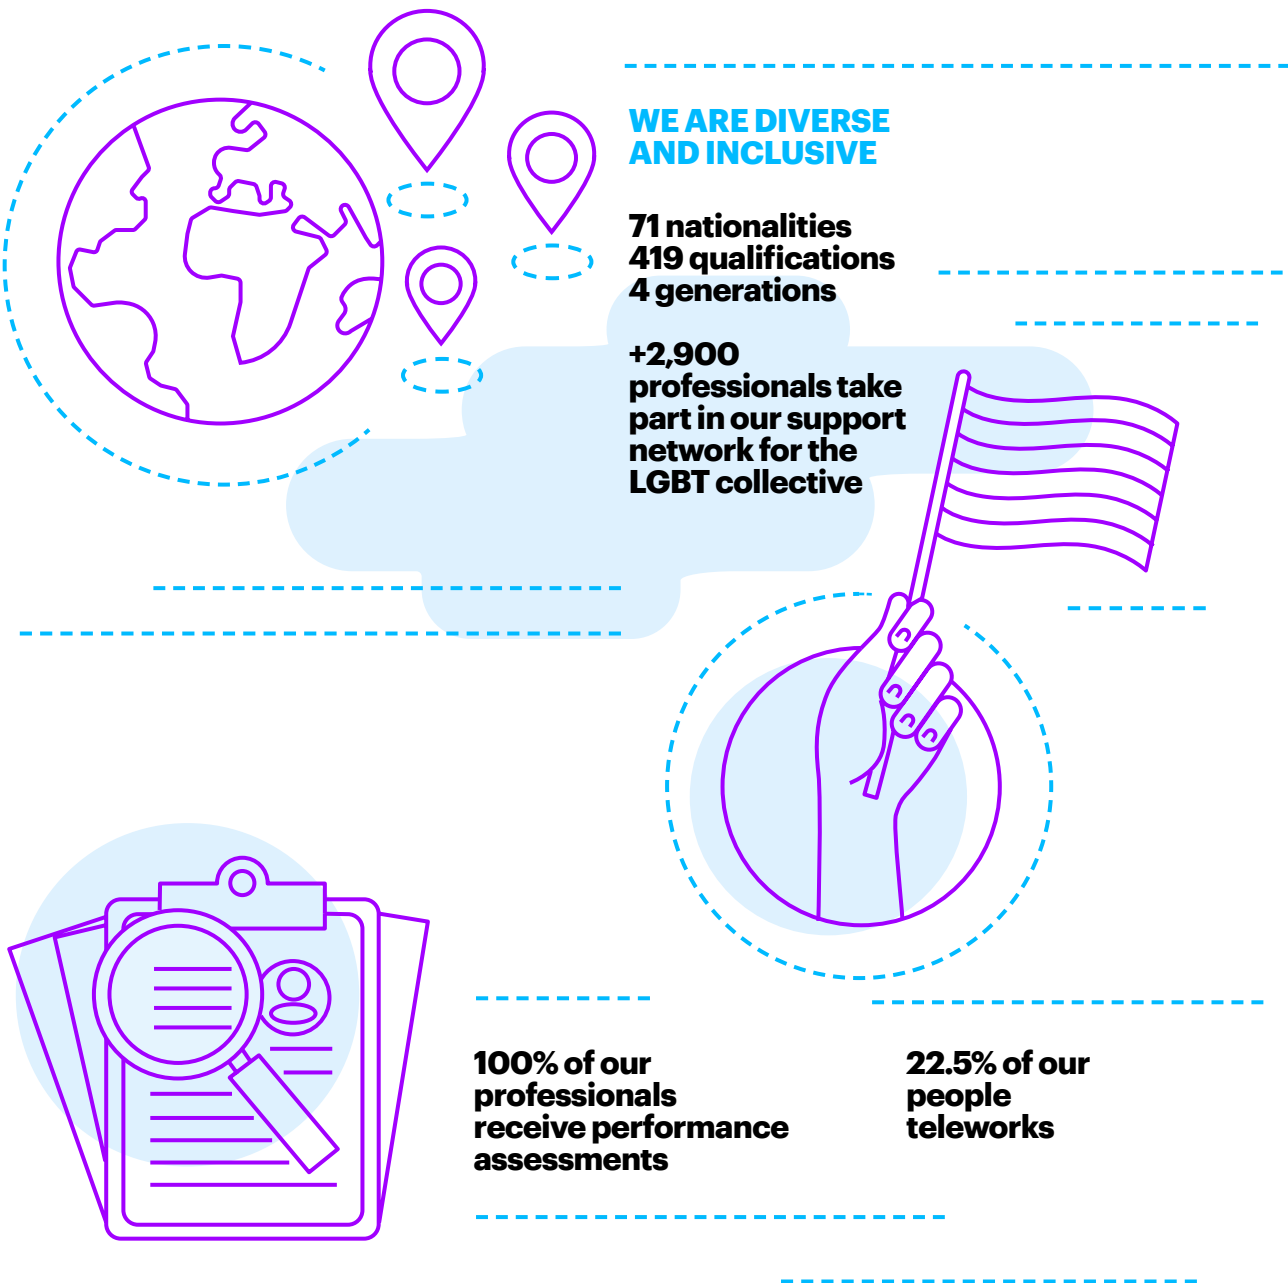 WE ARE DIVERSE
AND INCLUSIVE
71 nationalities
419 qualifications
4 generations
+2,900
professionals take
part in our support
network for the
LGBT collective
100% of our
professionals
receive performance
assessments
22.5% of our
people
teleworks